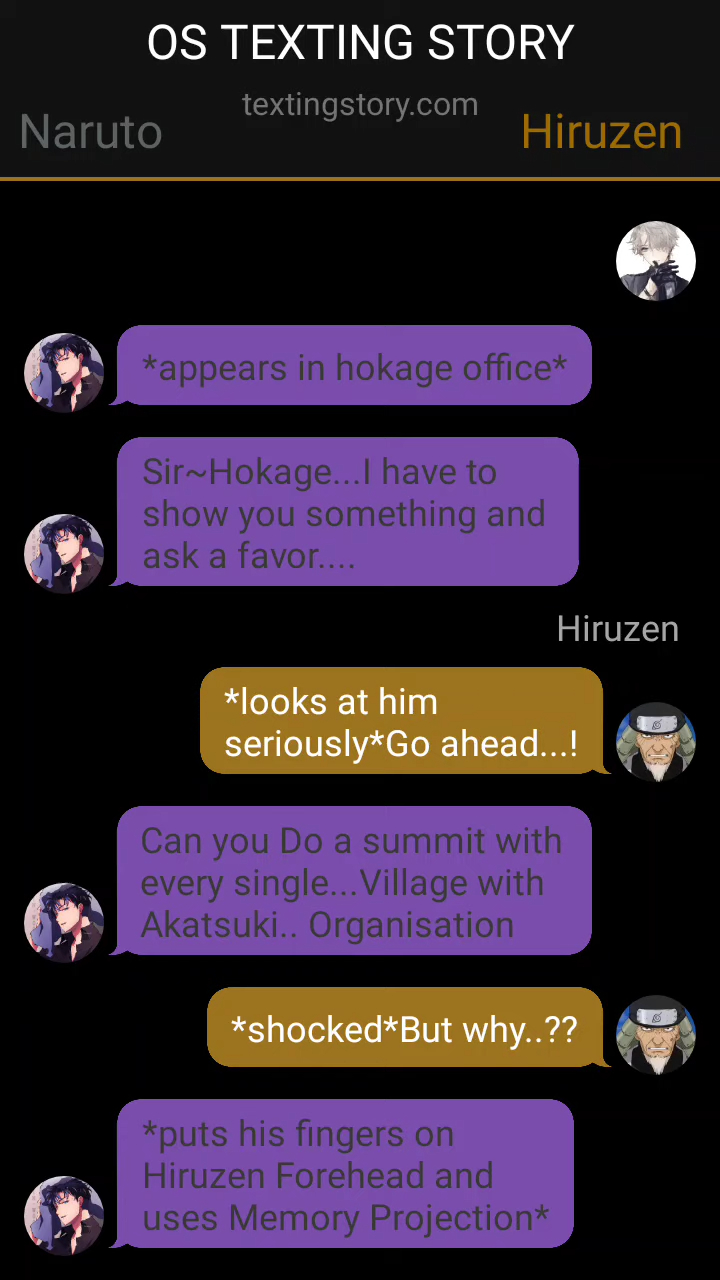 OS TEXTING STORY
textingstory.com
Naruto
Hiruzen
*appears in hokage office*
Sir~Hokage...I have to
show you something and
ask a favor....
Hiruzen
*looks at him
seriously*Go ahead...!
Can you Do a summit with
every single...Village with
Akatsuki.. Organisation
*shocked*But why..??
*puts his fingers on
Hiruzen Forehead and
uses Memory Projection*